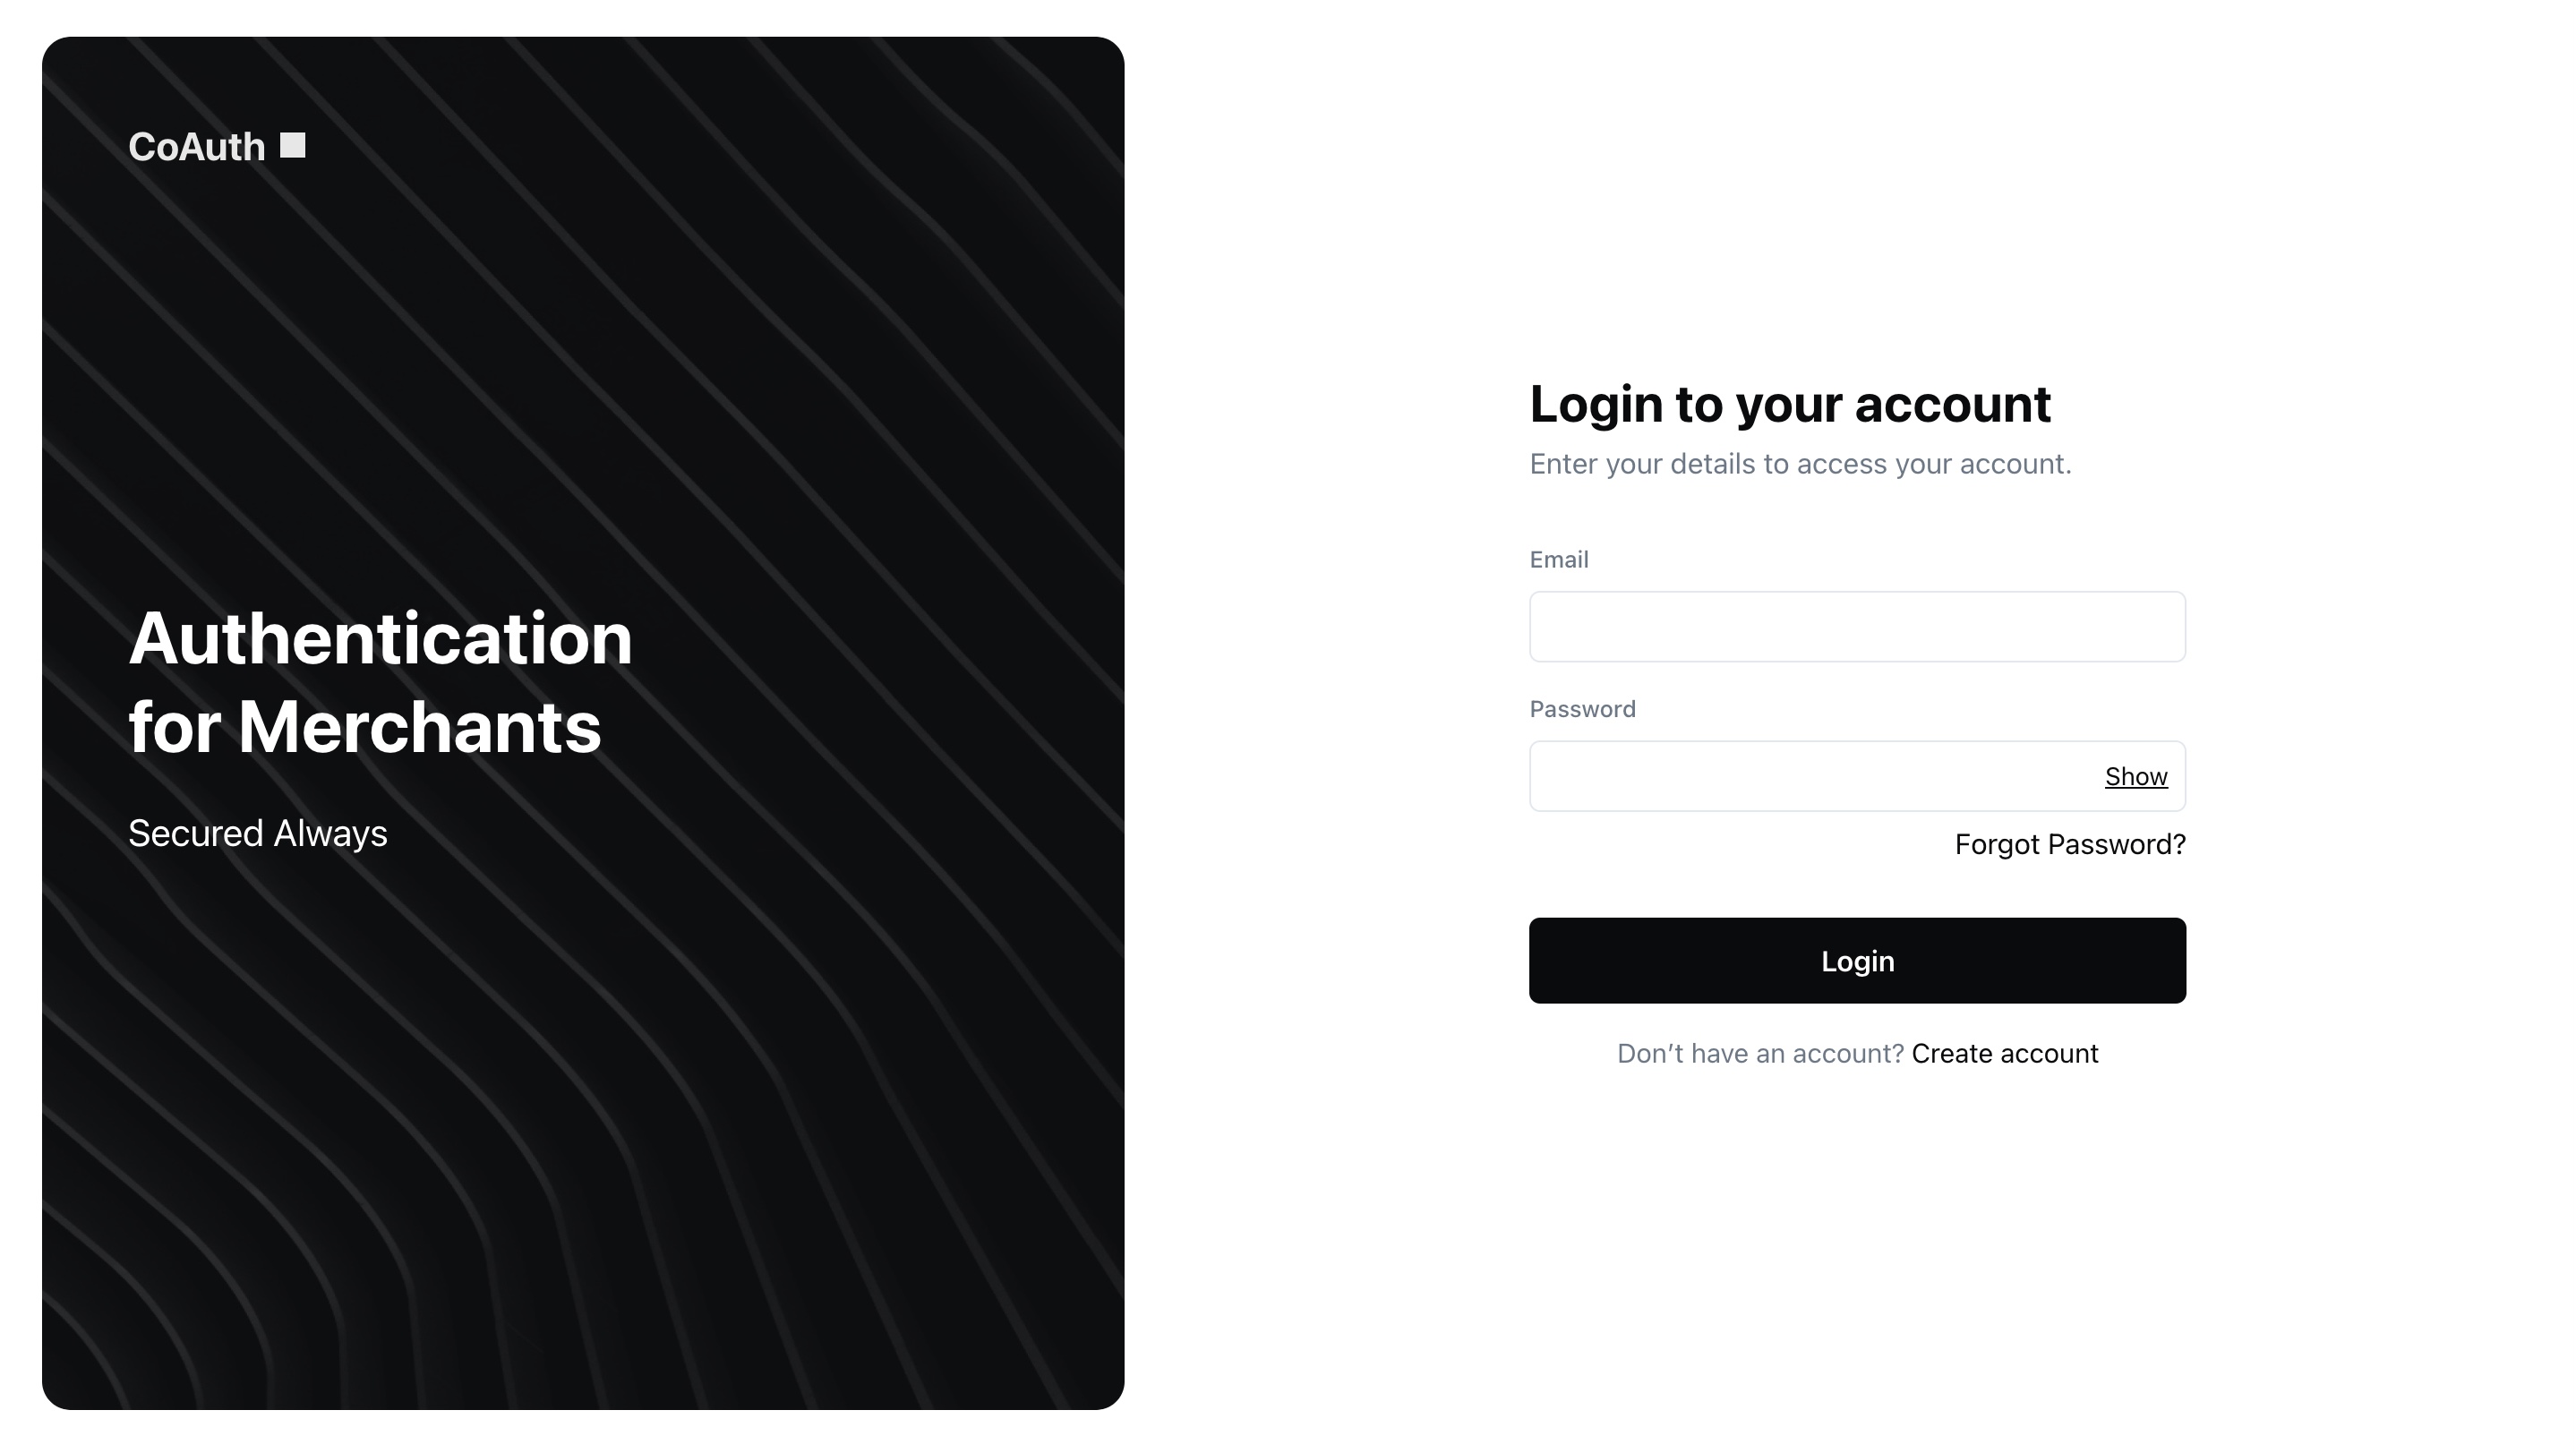 CoAuth
Authentication
for Merchants
Secured Always
Login to your account
Enter your details to access your account.
Email
Password
Show
Forgot Password?
Login
Don’t have an account? Create account